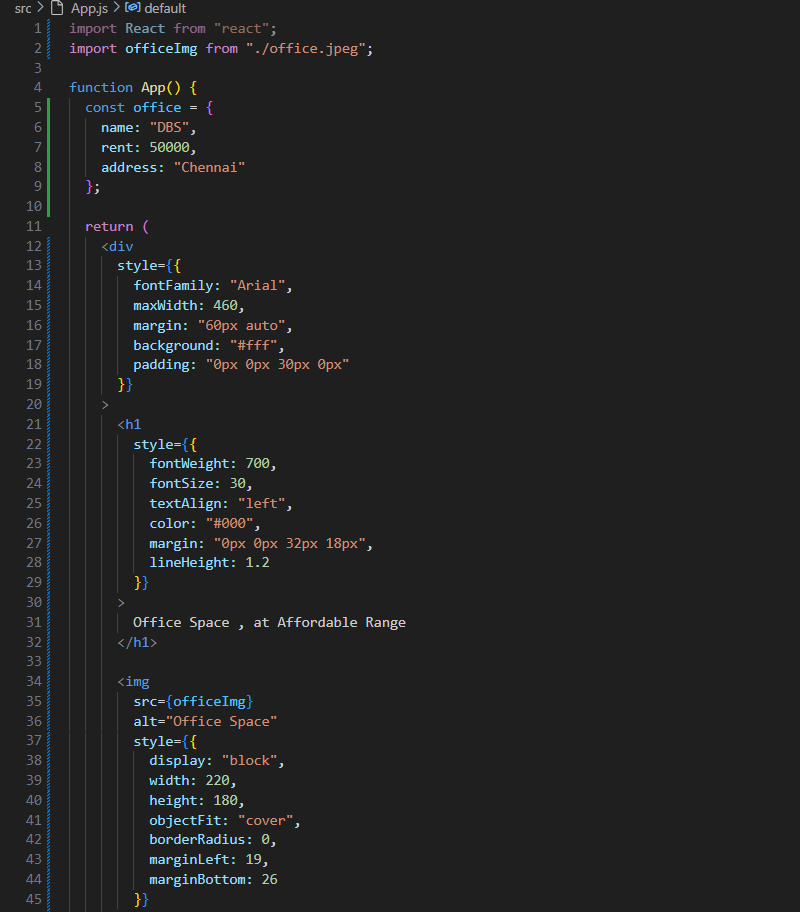 src > App.js > default
1 import React from "react";
2 import officeImg from "./office.jpeg";
3
4 function App() {
5   const office = {
6     name: "DBS",
7     rent: 50000,
8     address: "Chennai"
9   };
10
11   return (
12     <div
13       style={{
14         fontFamily: "Arial",
15         maxWidth: 460,
16         margin: "60px auto",
17         background: "#fff",
18         padding: "0px 0px 30px 0px"
19       }}
20     >
21       <h1
22         style={{
23           fontWeight: 700,
24           fontSize: 30,
25           textAlign: "left",
26           color: "#000",
27           margin: "0px 0px 32px 18px",
28           lineHeight: 1.2
29         }}
30       >
31         Office Space , at Affordable Range
32       </h1>
33
34       <img
35         src={officeImg}
36         alt="Office Space"
37         style={{
38           display: "block",
39           width: 220,
40           height: 180,
41           objectFit: "cover",
42           borderRadius: 0,
43           marginLeft: 19,
44           marginBottom: 26
45         }}